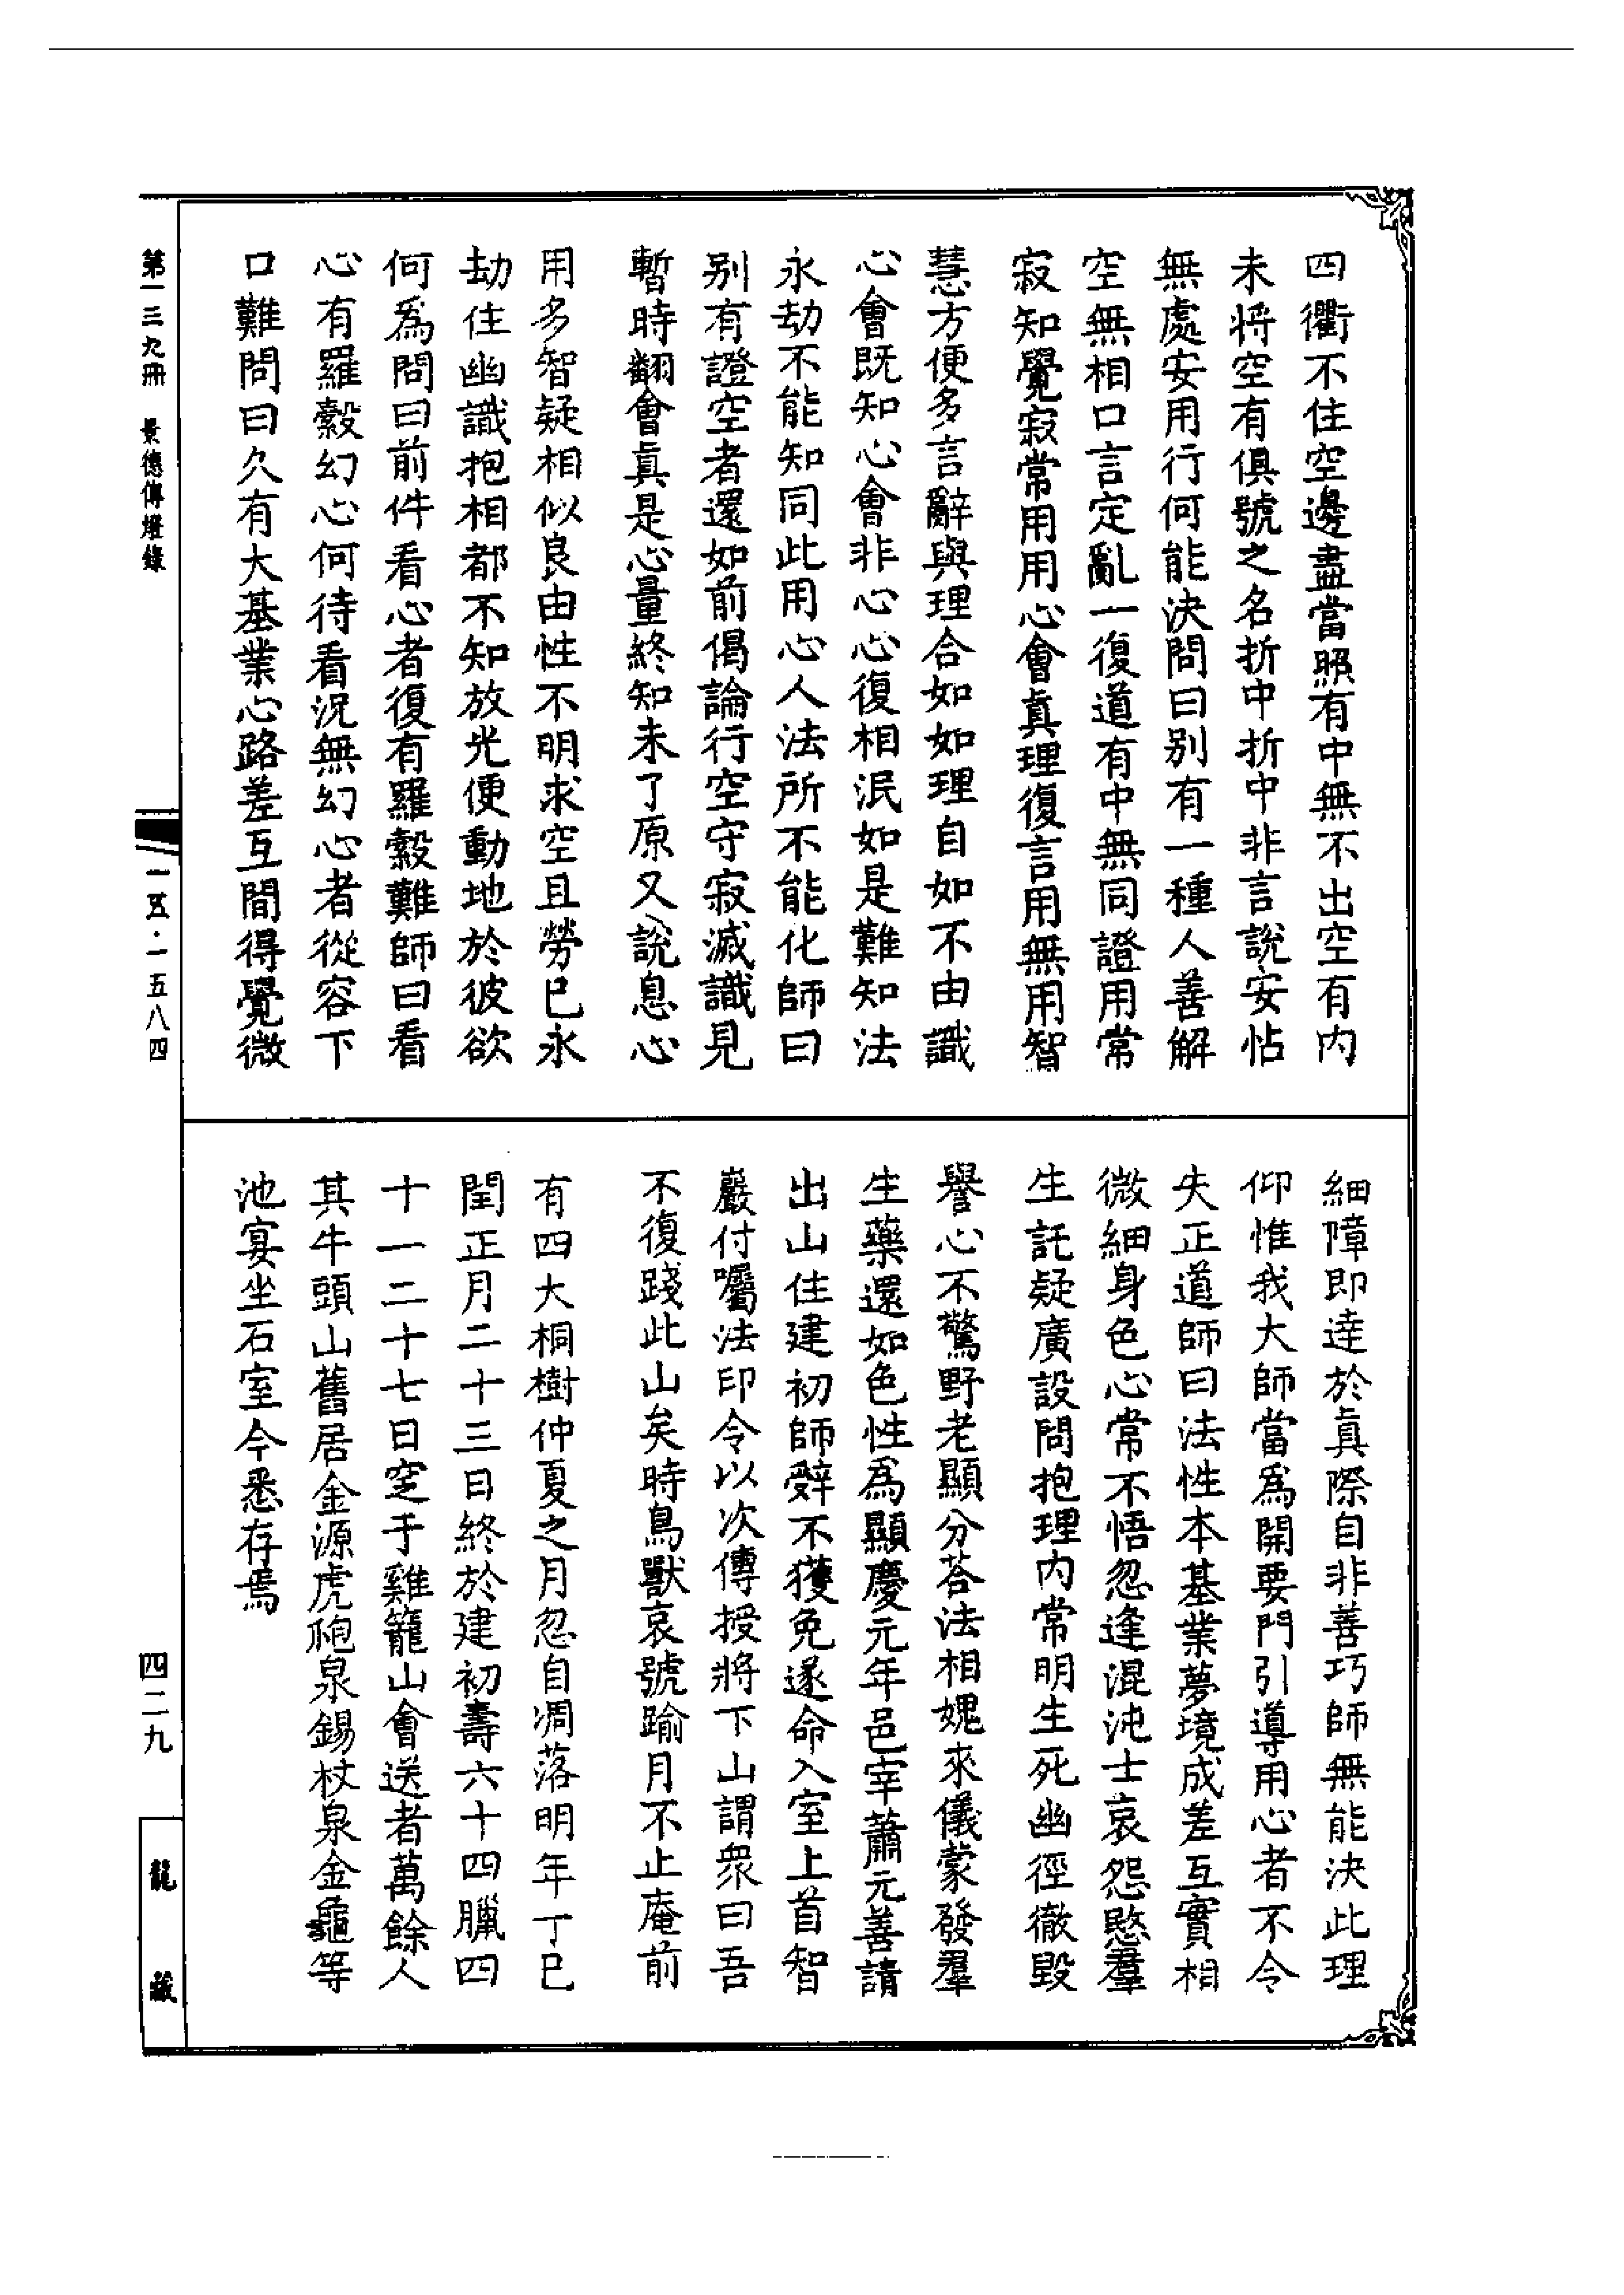 四衢不住空邊盡當照有中無不出空有內
未将空有俱號之名折中折中非言說安帖
無處安用行何能決問曰别有一種人善解
空無相口言定亂一復道有中無同證用常
寂知覺寂常用用心會真理復言用無用智
慧方便多言辭與理合如如理自如不由識
心會既知心會非心心復相泯如是難知法
永劫不能知同此用心人法所不能化師曰
别有證空者還如前偈論行空守寂滅識見
暫時翻會真是心量終知未了原又說息心
用多智疑相似良由性不明求空且勞巳永
劫住幽識抱相都不知放光便動地於彼欲
何為問曰前件看心者復有羅縠難師曰看
心有羅縠幻心何待看況無幻心者從容下
口難問曰久有大基業心路差互間得覺微
細障即達於真際自非善巧師無能決此理
仰惟我大師當為開要門引導用心者不令
失正道師曰法性本基業夢境成差互實相
微細身色心常不悟忽逢混沌士哀怨愍羣
生託疑廣設問抱理内常明生死幽徑徹毀
譽心不驚野老顯分荅法相媿來儀蒙發羣
生藥還如色性為顯慶元年邑宰蕭元善請
出山住建初師辤不獲免遂命入室上首智
巖付囑法印令以次傳授將下山謂衆曰吾
不復踐此山矣時鳥獸哀號踰月不止庵前
有四大桐樹仲夏之月忽自凋落明年丁巳
閏正月二十三日終於建初壽六十四臘四
十一二十七日窆于雞籠山會送者萬餘人
其牛頭山舊居金源虎砲泉錫杖泉金龜等
池宴坐石室今悉存焉
第一三九冊 景德傳燈錄
一五·一五八四
四二九
龍藏